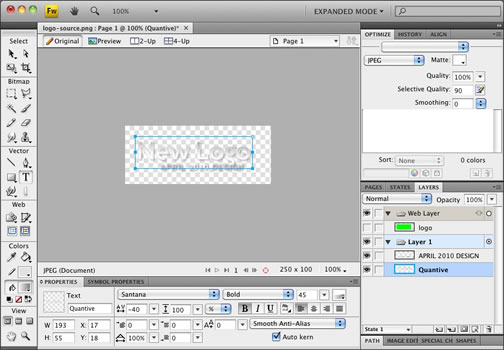 Fw
100%
EXPANDED MODE
logo-source.png : Page 1 @ 100% (Quantive)*
Select
Bitmap
Vector
T
Web
Colors
View
Original
Preview
2-Up
4-Up
Page 1
New Logo
APRIL 2010 DESIGN
JPEG (Document)
1
250 x 100
100%
PROPERTIES
SYMBOL PROPERTIES
Text
Quantive
Santana
Bold
45
-40
100
%
B
I
U
W 193
X: 17
H: 55
Y: 18
100%
0
0
0
0
Smooth Anti-Alias
Auto kern
OPTIMIZE
HISTORY
ALIGN
JPEG
Matte:
Quality: 100%
Selective Quality: 90
Smoothing: 0
Sort: None
0 colors
PAGES
STATES
LAYERS
Normal
Opacity 100%
Web Layer
logo
Layer 1
APRIL 2010 DESIGN
Quantive
State 1
PATH
IMAGE EDIT
SPECIAL CH
AUTO SHAP